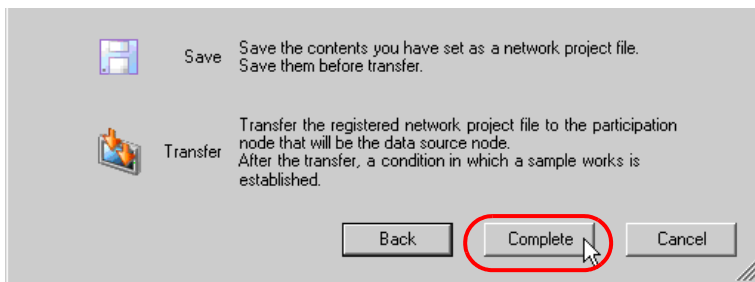 Save
Save the contents you have set as a network project file.
Save them before transfer.
Transfer
Transfer the registered network project file to the participation
node that will be the data source node.
After the transfer, a condition in which a sample works is
established.
Back
Complete
Cancel